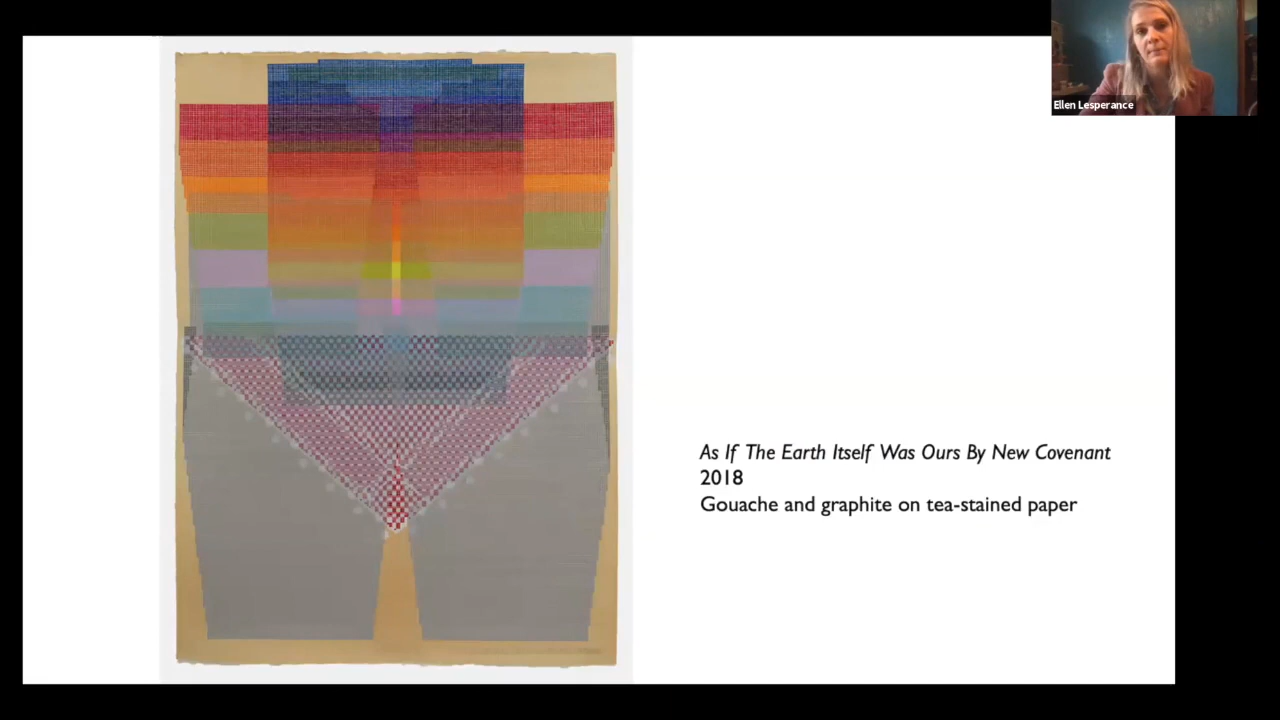 Ellen Lesperance
As If The Earth Itself Was Ours By New Covenant
2018
Gouache and graphite on tea-stained paper